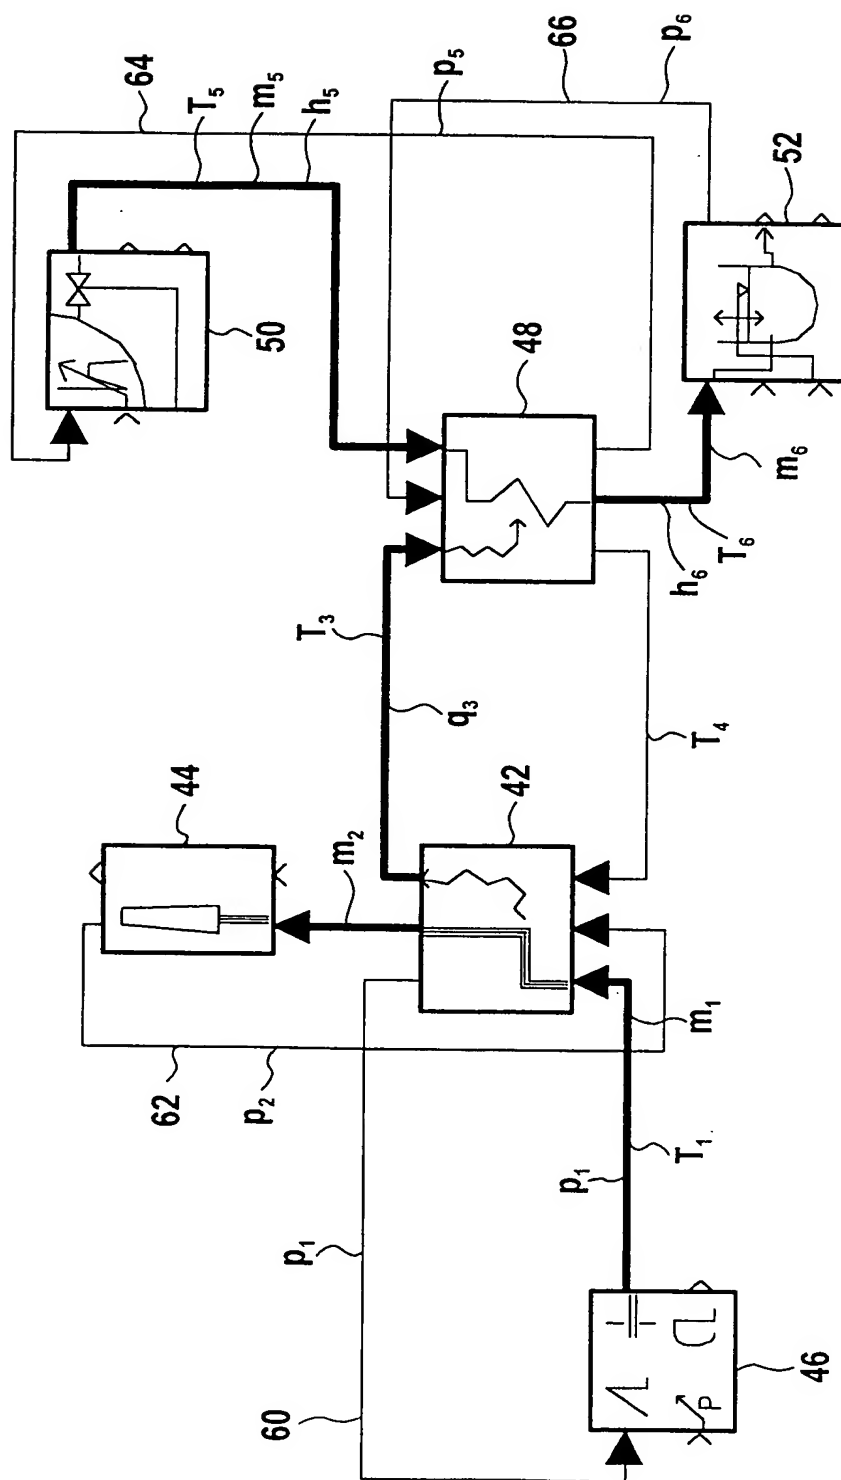 64
62
44
T₅
p₂
m₅
60
50
p₁
T₃
h₅
m₂
q₃
p₅
42
48
p₁
66
h₆
p₆
P
CL
T₁
m₁
T₄
T₆
m₆
52
46